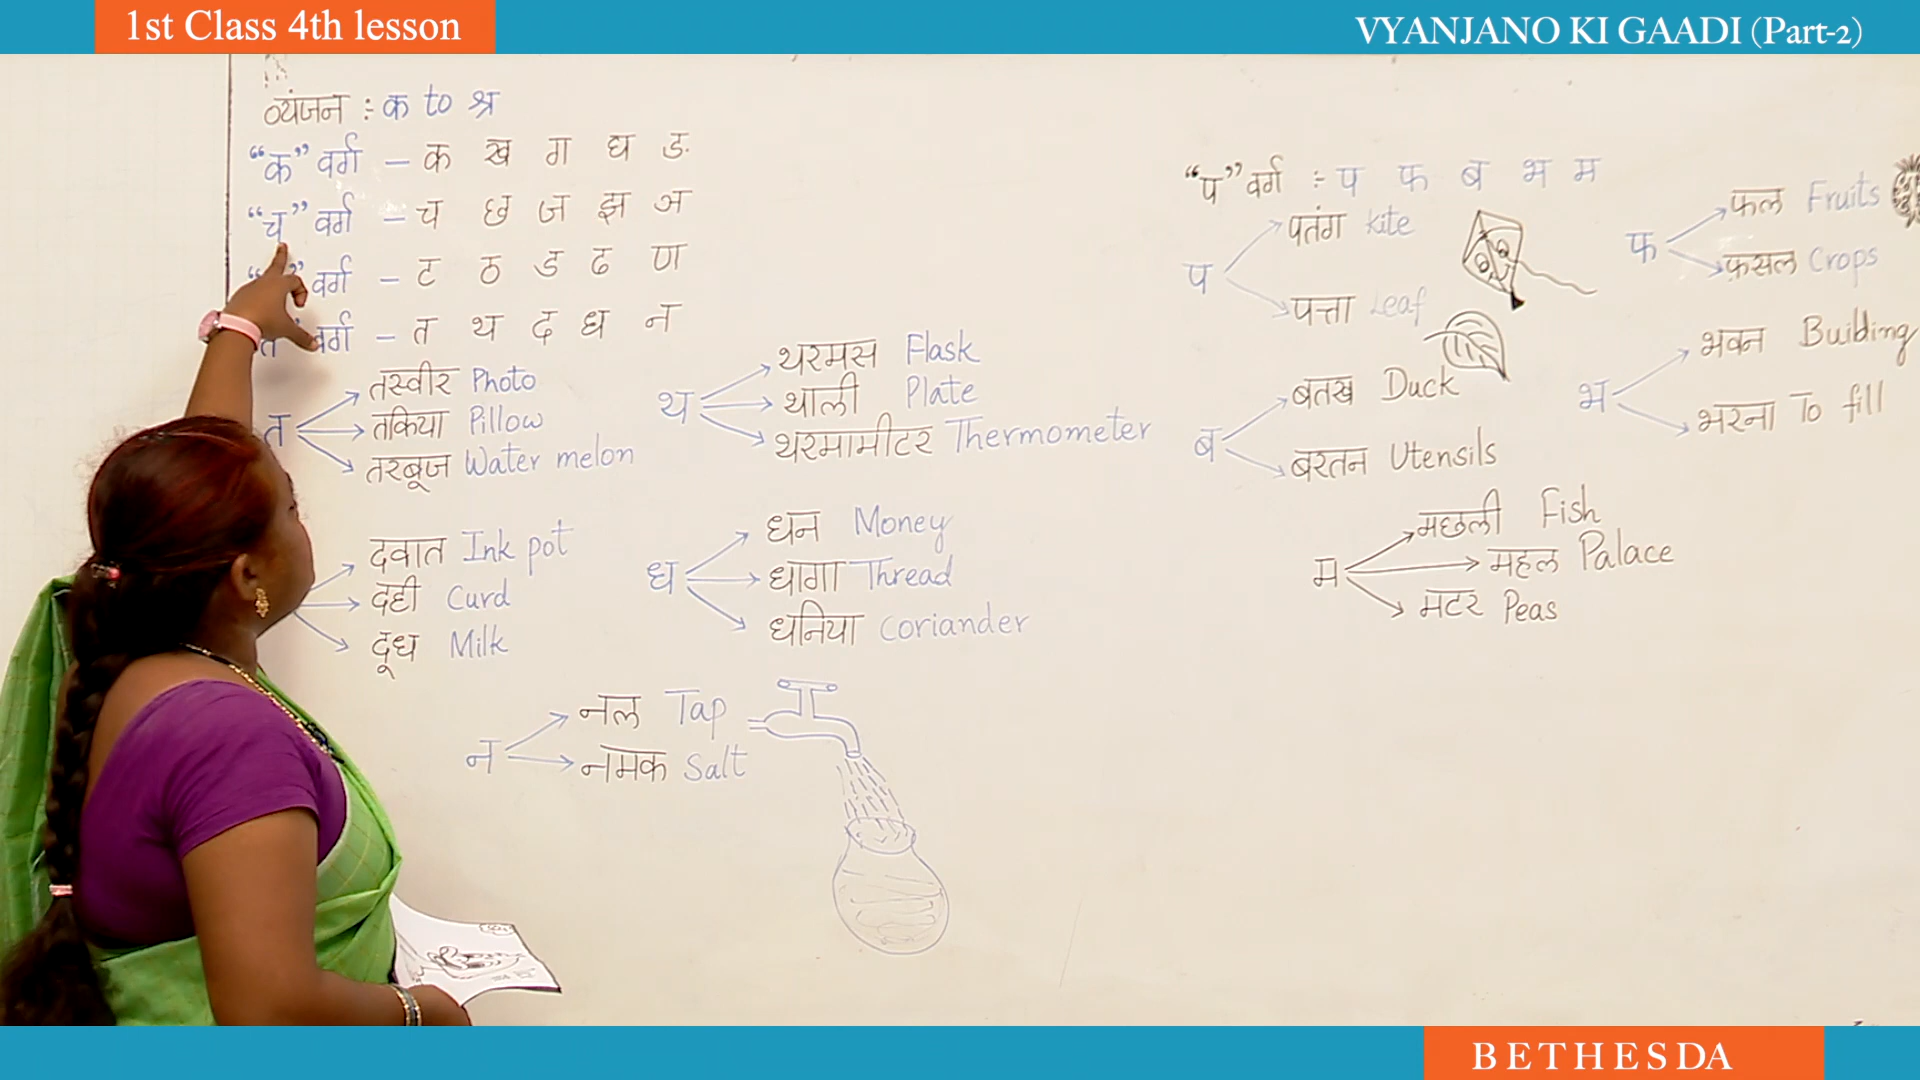 1st Class 4th lesson
VYANJANO KI GAADI (Part-2)
व्यंजन :- क to श्र
"क" वर्ग - क ख ग घ ङ
"च" वर्ग - च छ ज झ ञ
वर्ग - ट ठ ड ढ ण
त वर्ग - त थ द ध न
त
तस्वीर Photo
तकिया Pillow
तरबूज Water melon
थ
थरमस Flask
थाली Plate
थरमामीटर Thermometer
दवात Ink pot
दही Curd
दूध Milk
ध
धन Money
धागा Thread
धनिया Coriander
न
नल Tap
नमक Salt
"प" वर्ग :- प फ ब भ म
प
पतंग Kite
पत्ता Leaf
फ
फल Fruits
फ़सल Crops
ब
बतख Duck
बरतन Utensils
भ
भवन Building
भरना To fill
म
मछली Fish
महल Palace
मटर Peas
BETHESDA